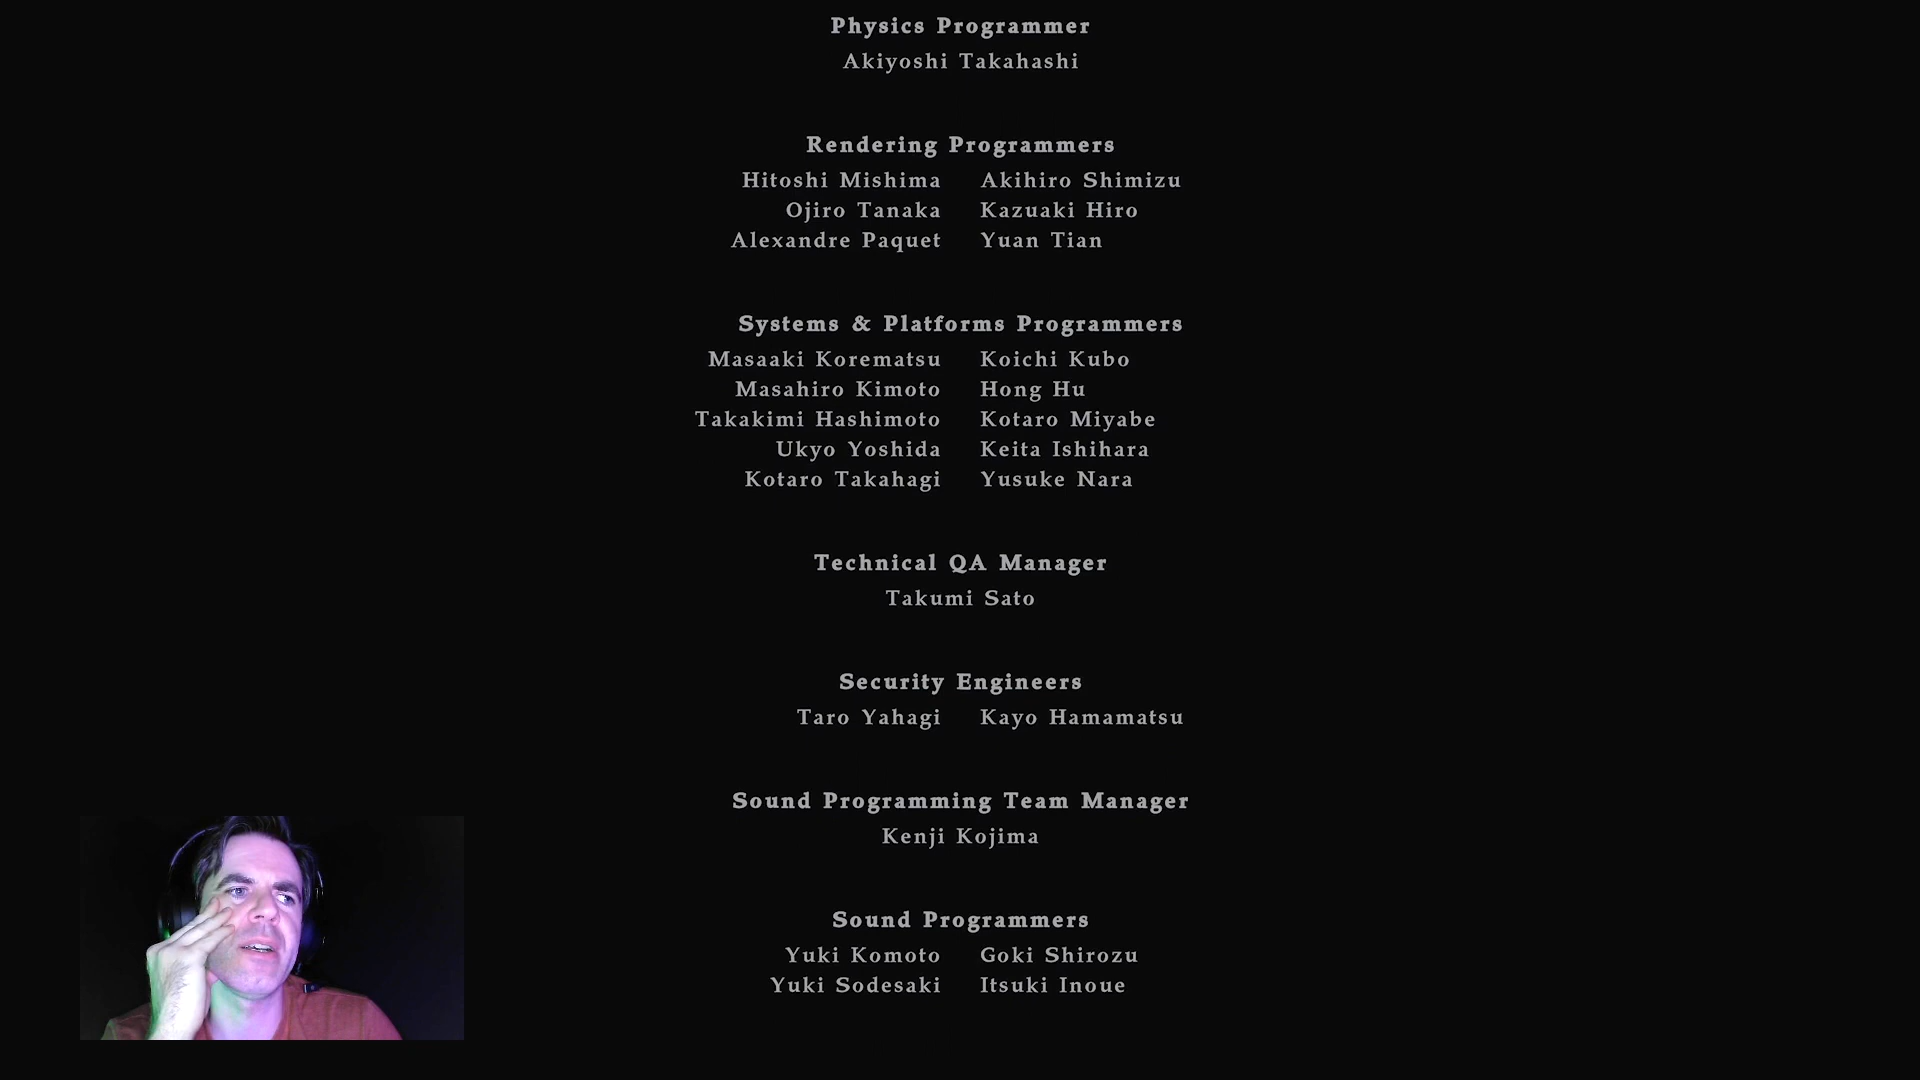 Physics Programmer
Akiyoshi Takahashi
Rendering Programmers
Hitoshi Mishima Akihiro Shimizu
Ojiro Tanaka Kazuaki Hiro
Alexandre Paquet Yuan Tian
Systems & Platforms Programmers
Masaaki Korematsu Koichi Kubo
Masahiro Kimoto Hong Hu
Takakimi Hashimoto Kotaro Miyabe
Ukyo Yoshida Keita Ishihara
Kotaro Takahagi Yusuke Nara
Technical QA Manager
Takumi Sato
Security Engineers
Taro Yahagi Kayo Hamamatsu
Sound Programming Team Manager
Kenji Kojima
Sound Programmers
Yuki Komoto Goki Shirozu
Yuki Sodesaki Itsuki Inoue